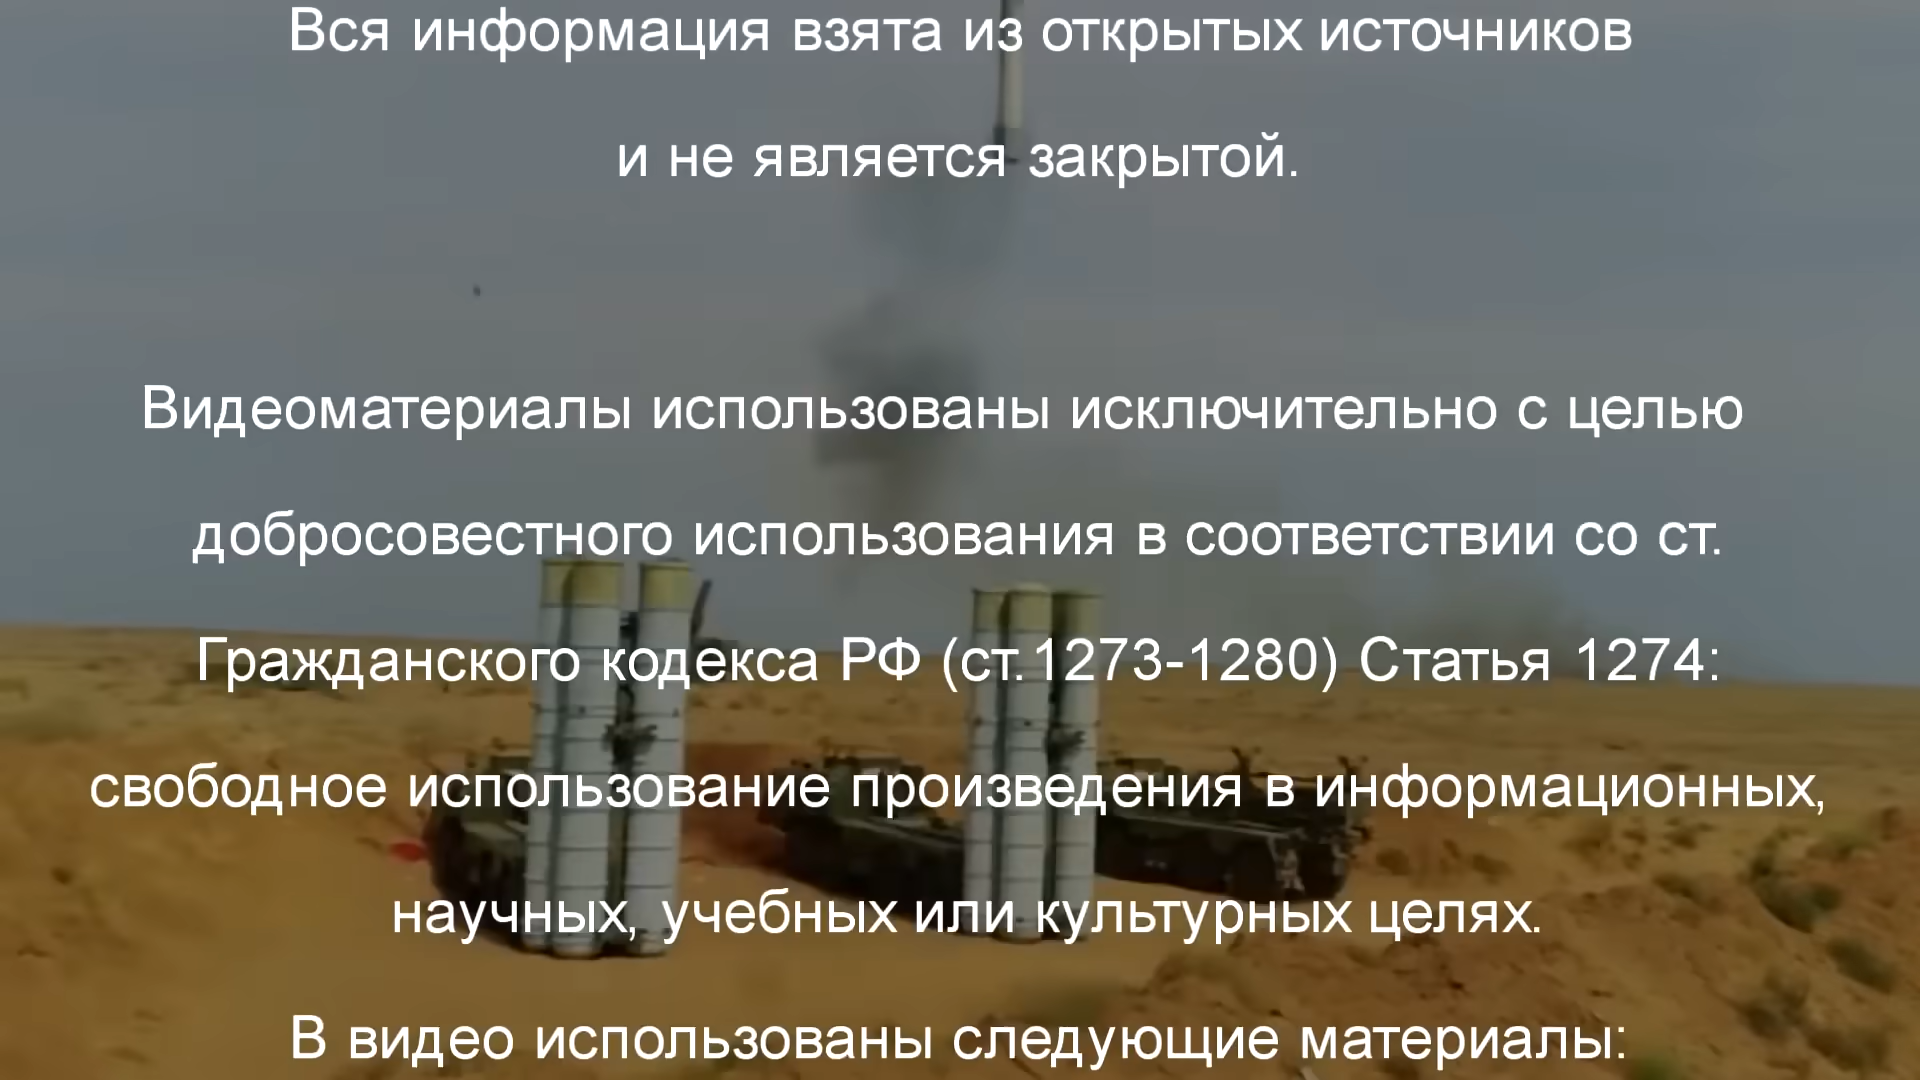 Вся информация взята из открытых источников
и не является закрытой.
Видеоматериалы использованы исключительно с целью
добросовестного использования в соответствии со ст.
Гражданского кодекса РФ (ст.1273-1280) Статья 1274:
свободное использование произведения в информационных,
научных, учебных или культурных целях.
В видео использованы следующие материалы: